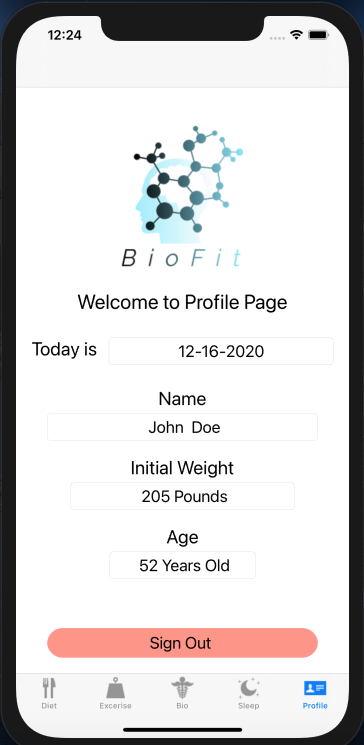 12:24
BioFit
Welcome to Profile Page
Today is 12-16-2020
Name
John Doe
Initial Weight
205 Pounds
Age
52 Years Old
Sign Out
Diet Excerise Bio Sleep Profile